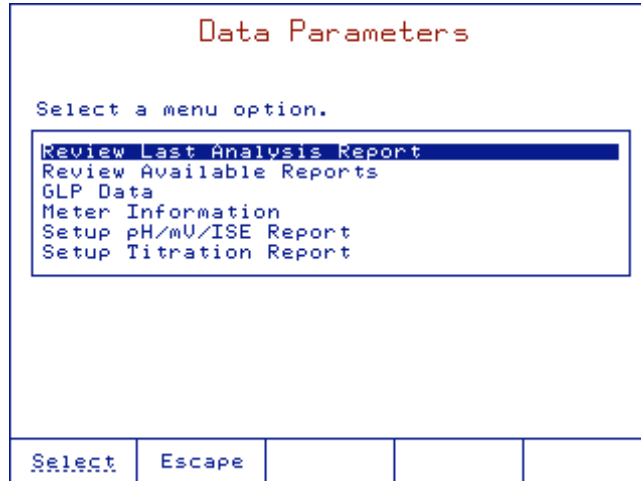 Data Parameters
Select a menu option.
Review Last Analysis Report
Review Available Reports
GLP Data
Meter Information
Setup pH/mV/ISE Report
Setup Titration Report
Select Escape